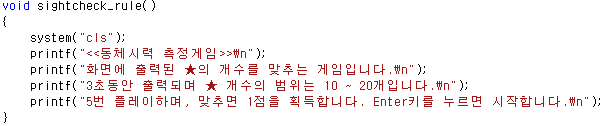 void sightcheck_rule()
{
system("cls");
printf("<<동체시력 측정게임>>₩n");
printf("화면에 출력된 ★의 개수를 맞추는 게임입니다.₩n");
printf("3초동안 출력되며 ★ 개수의 범위는 10 ~ 20개입니다.₩n");
printf("5번 플레이하며, 맞추면 1점을 획득합니다. Enter키를 누르면 시작합니다.₩n");
}